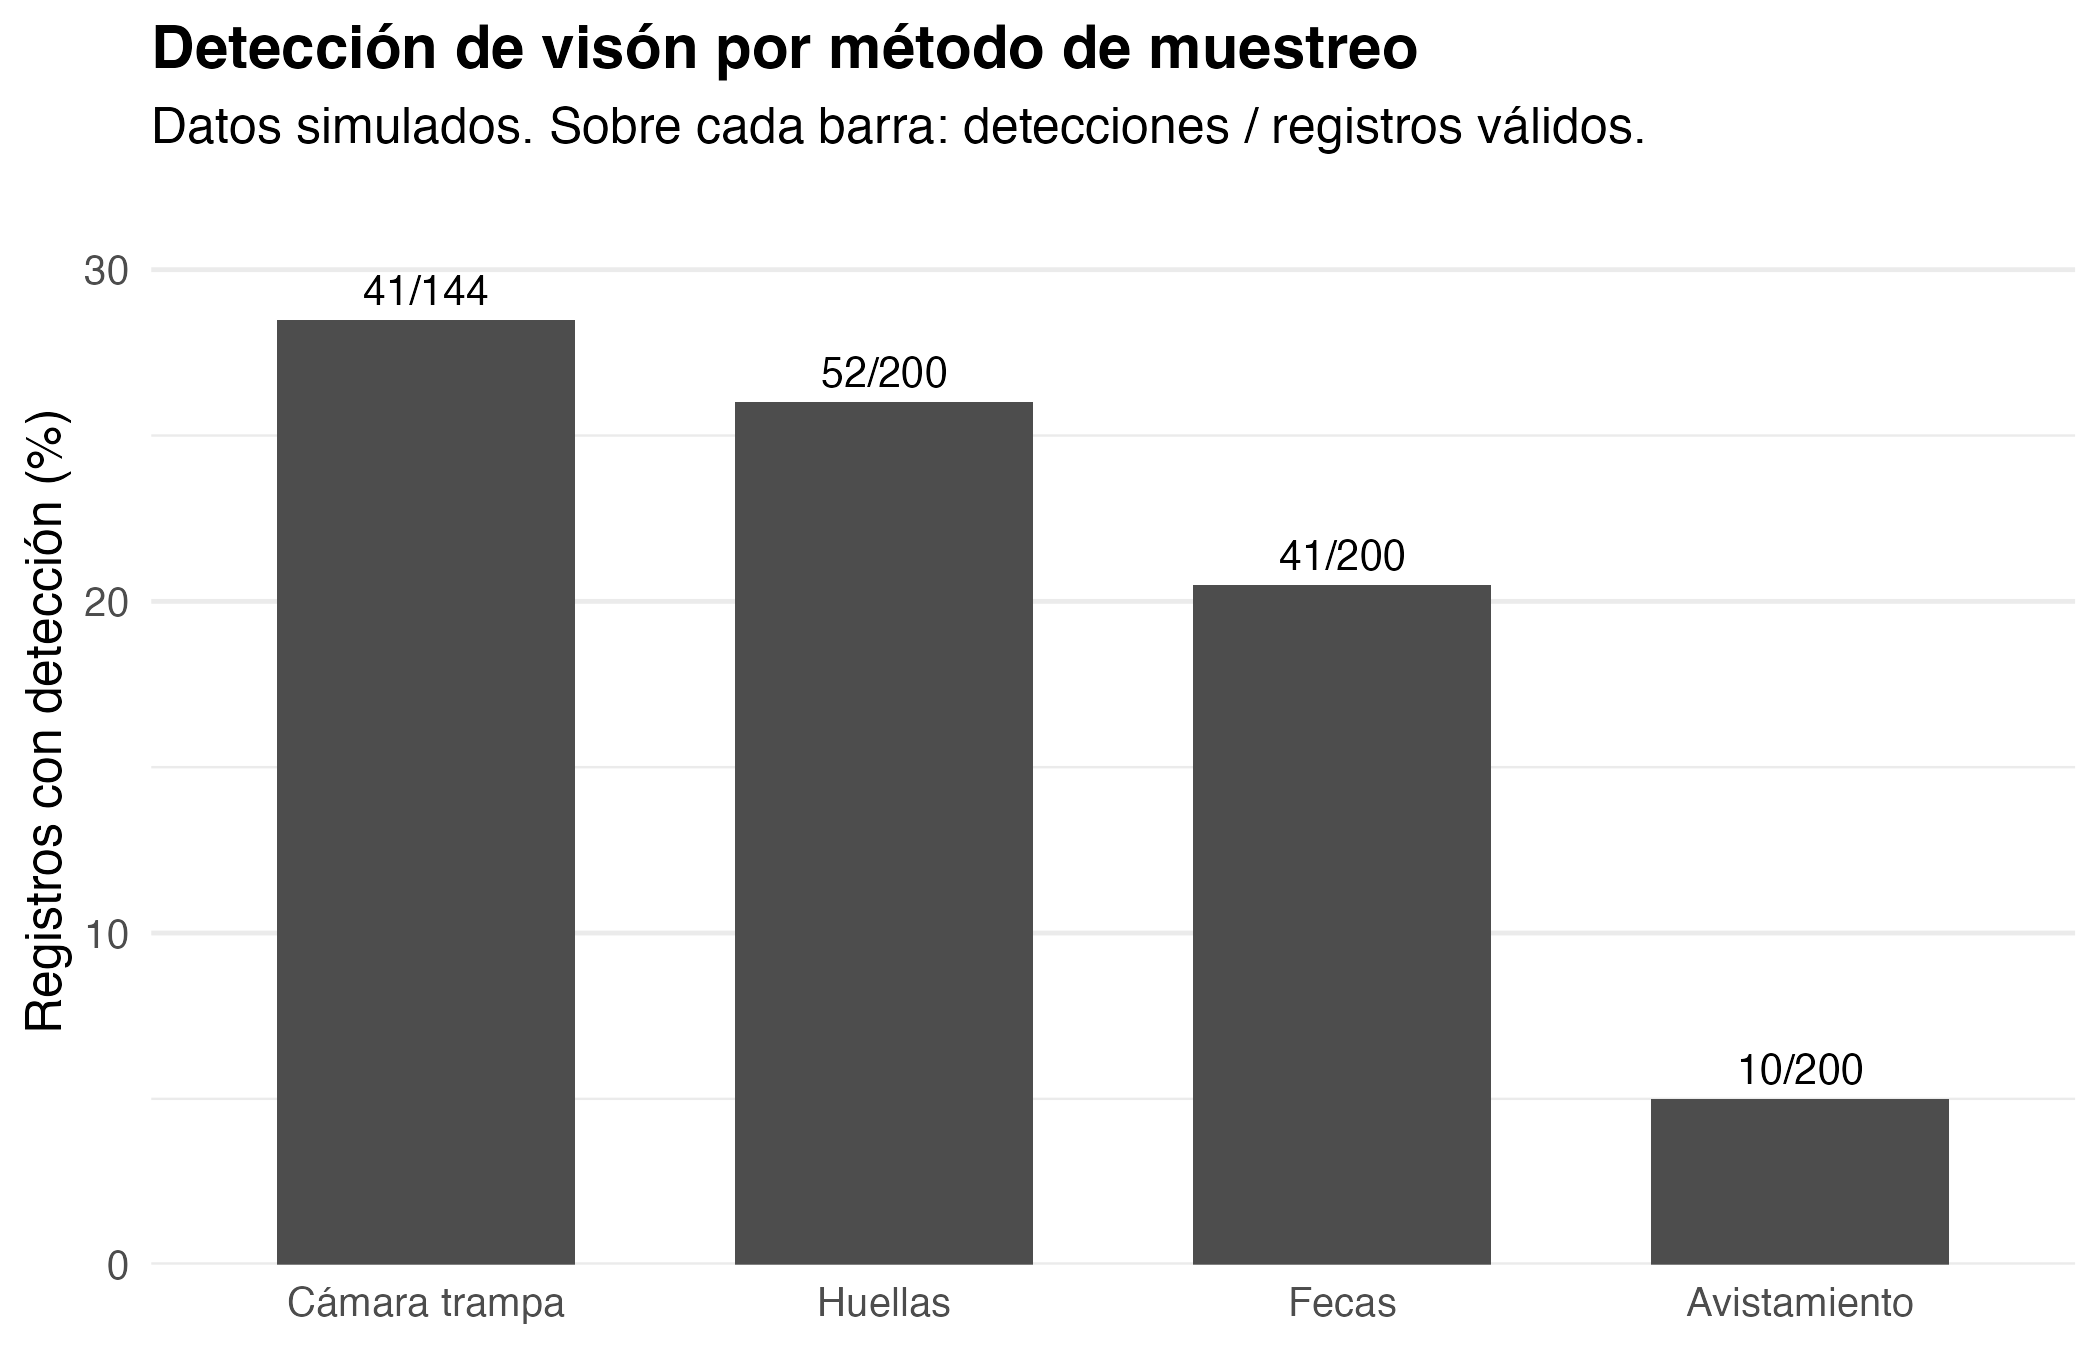 Detección de visón por método de muestreo
Datos simulados. Sobre cada barra: detecciones / registros válidos.
Registros con detección (%)
30
20
10
0
41/144
52/200
41/200
10/200
Cámara trampa
Huellas
Fecas
Avistamiento